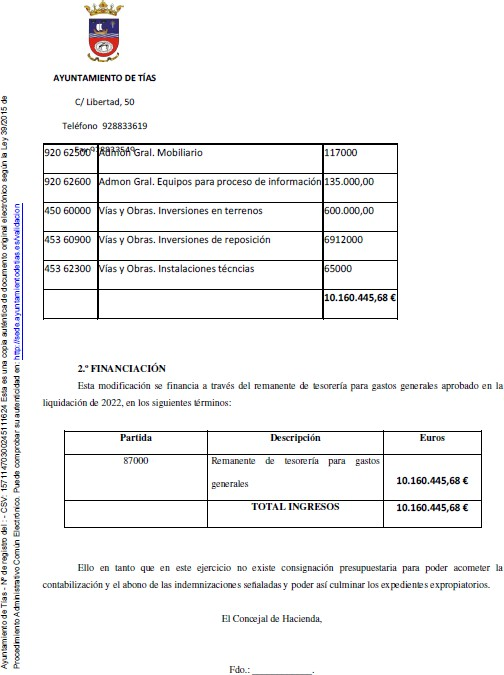 AYUNTAMIENTO DE TÍAS
C/ Libertad, 50
Teléfono 928833619
Fax 928833549
920 62500 Admon Gral. Mobiliario 117000
920 62600 Admon Gral. Equipos para proceso de información 135.000,00
450 60000 Vías y Obras. Inversiones en terrenos 600.000,00
453 60900 Vías y Obras. Inversiones de reposición 6912000
453 62300 Vías y Obras. Instalaciones técncias 65000
10.160.445,68 €
2.º FINANCIACIÓN
Esta modificación se financia a través del remanente de tesorería para gastos generales aprobado en la
liquidación de 2022, en los siguientes términos:
Partida Descripción Euros
87000 Remanente de tesorería para gastos
generales 10.160.445,68 €
TOTAL INGRESOS 10.160.445,68 €
Ello en tanto que en este ejercicio no existe consignación presupuestaria para poder acometer la
contabilización y el abono de las indemnizaciones señaladas y poder así culminar los expedientes expropiatorios.
El Concejal de Hacienda,
Fdo.: _____________.
Ayuntamiento de Tías - Nº de registro del : - CSV: 15711470300245111624 Esta es una copia auténtica de documento original electrónico según la Ley 39/2015 de
Procedimiento Administrativo Común Electrónico. Puede comprobar su autenticidad en: http://sede.ayuntamientodetias.es/validacion